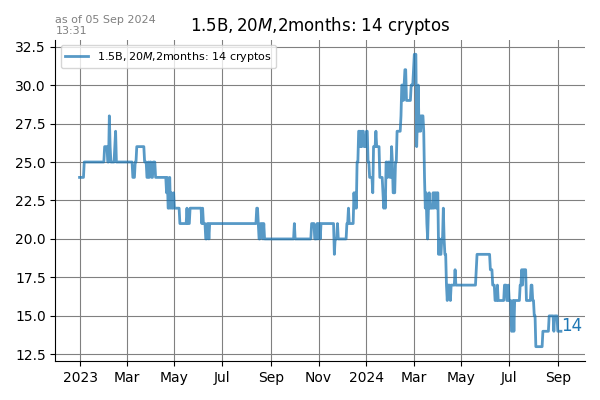 as of 05 Sep 2024
13:31
1.5B, 20M,2months: 14 cryptos
1.5B, 20M,2months: 14 cryptos
32.5
30.0
27.5
25.0
22.5
20.0
17.5
15.0
12.5
14
2023 Mar May Jul Sep Nov 2024 Mar May Jul Sep